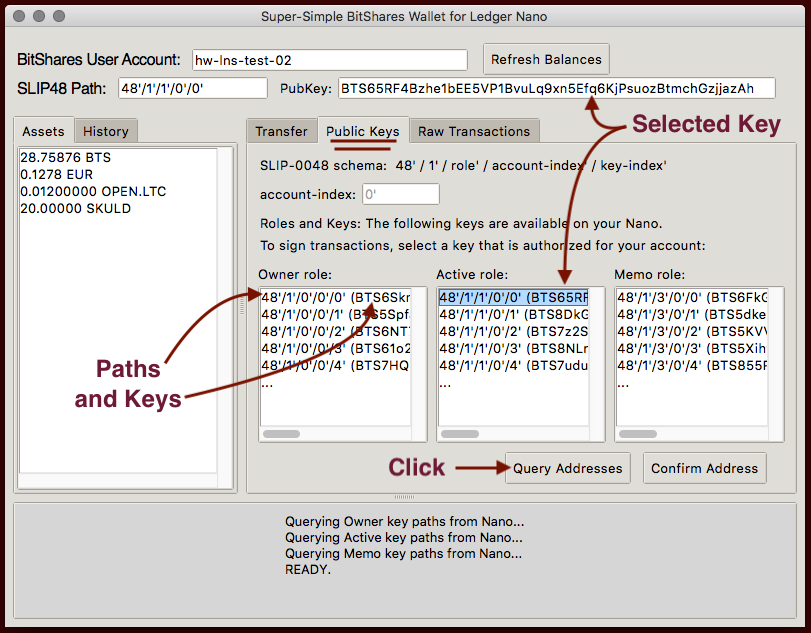 Super-Simple BitShares Wallet for Ledger Nano
BitShares User Account: hw-lns-test-02 Refresh Balances
SLIP48 Path: 48'/1'/1'/0'/0' PubKey: BTS65RF4Bzhe1bEE5VP1BvuLq9xn5Efq6KjPsuozBtmchGzjjazAh
Selected Key
Assets History
28.75876 BTS
0.1278 EUR
0.01200000 OPEN.LTC
20.00000 SKULD
Transfer Public Keys Raw Transactions
SLIP-0048 schema: 48' / 1' / role' / account-index' / key-index'
account-index: 0'
Roles and Keys: The following keys are available on your Nano.
To sign transactions, select a key that is authorized for your account:
Owner role:
48'/1'/0'/0'/0' (BTS6Skr
48'/1'/0'/0'/1' (BTS5Spf
48'/1'/0'/0'/2' (BTS6NT
48'/1'/0'/0'/3' (BTS61o2
48'/1'/0'/0'/4' (BTS7HQ
...
Active role:
48'/1'/1'/0'/0' (BTS65RF
48'/1'/1'/0'/1' (BTS8DkG
48'/1'/1'/0'/2' (BTS7z2S
48'/1'/1'/0'/3' (BTS8NLr
48'/1'/1'/0'/4' (BTS7udu
...
Memo role:
48'/1'/3'/0'/0' (BTS6FkG
48'/1'/3'/0'/1' (BTS5dke
48'/1'/3'/0'/2' (BTS5KV
48'/1'/3'/0'/3' (BTS5Xih
48'/1'/3'/0'/4' (BTS855F
...
Paths
and Keys
Click
Query Addresses Confirm Address
Querying Owner key paths from Nano...
Querying Active key paths from Nano...
Querying Memo key paths from Nano...
READY.